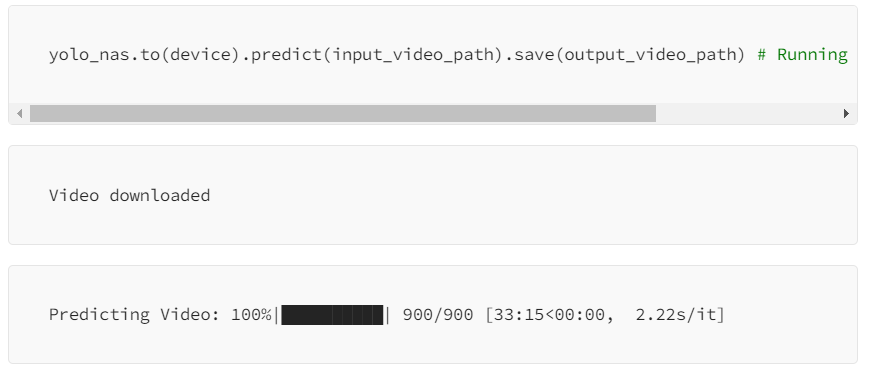 yolo_nas.to(device).predict(input_video_path).save(output_video_path) # Running
Video downloaded
Predicting Video: 100%|██████████| 900/900 [33:15<00:00,  2.22s/it]